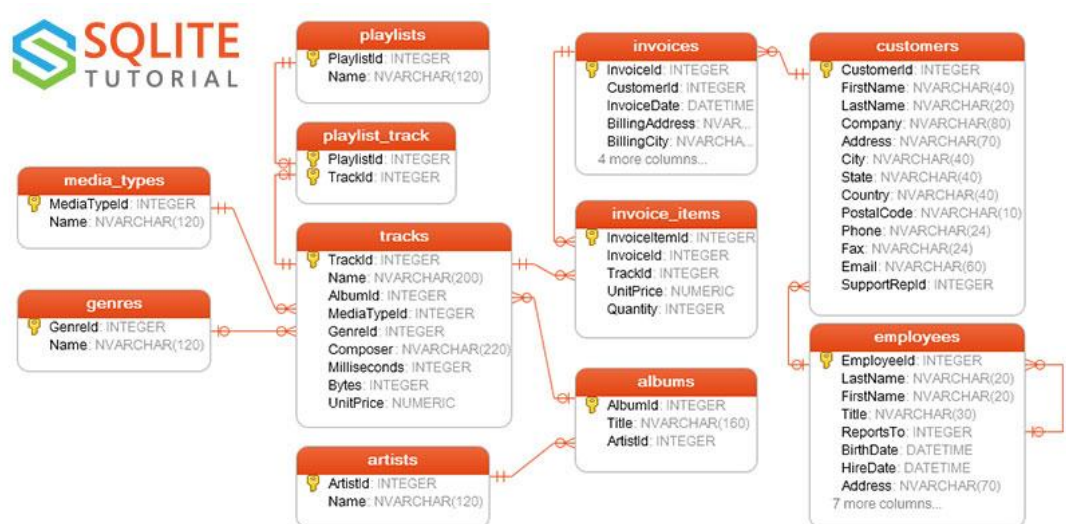 SQLITE
TUTORIAL
playlists
PlaylistId: INTEGER
Name: NVARCHAR(120)
playlist_track
PlaylistId: INTEGER
TrackId: INTEGER
media_types
MediaTypeId: INTEGER
Name: NVARCHAR(120)
genres
GenreId: INTEGER
Name: NVARCHAR(120)
tracks
TrackId: INTEGER
Name: NVARCHAR(200)
AlbumId: INTEGER
MediaTypeId: INTEGER
GenreId: INTEGER
Composer: NVARCHAR(220)
Milliseconds: INTEGER
Bytes: INTEGER
UnitPrice: NUMERIC
artists
ArtistId: INTEGER
Name: NVARCHAR(120)
invoices
InvoiceId: INTEGER
CustomerId: INTEGER
InvoiceDate: DATETIME
BillingAddress: NVAR...
BillingCity: NVARCHA...
4 more columns...
invoice_items
InvoiceItemId: INTEGER
InvoiceId: INTEGER
TrackId: INTEGER
UnitPrice: NUMERIC
Quantity: INTEGER
albums
AlbumId: INTEGER
Title: NVARCHAR(160)
ArtistId: INTEGER
customers
CustomerId: INTEGER
FirstName: NVARCHAR(40)
LastName: NVARCHAR(20)
Company: NVARCHAR(80)
Address: NVARCHAR(70)
City: NVARCHAR(40)
State: NVARCHAR(40)
Country: NVARCHAR(40)
PostalCode: NVARCHAR(10)
Phone: NVARCHAR(24)
Fax: NVARCHAR(24)
Email: NVARCHAR(60)
SupportRepId: INTEGER
employees
EmployeeId: INTEGER
LastName: NVARCHAR(20)
FirstName: NVARCHAR(20)
Title: NVARCHAR(30)
ReportsTo: INTEGER
BirthDate: DATETIME
HireDate: DATETIME
Address: NVARCHAR(70)
7 more columns...